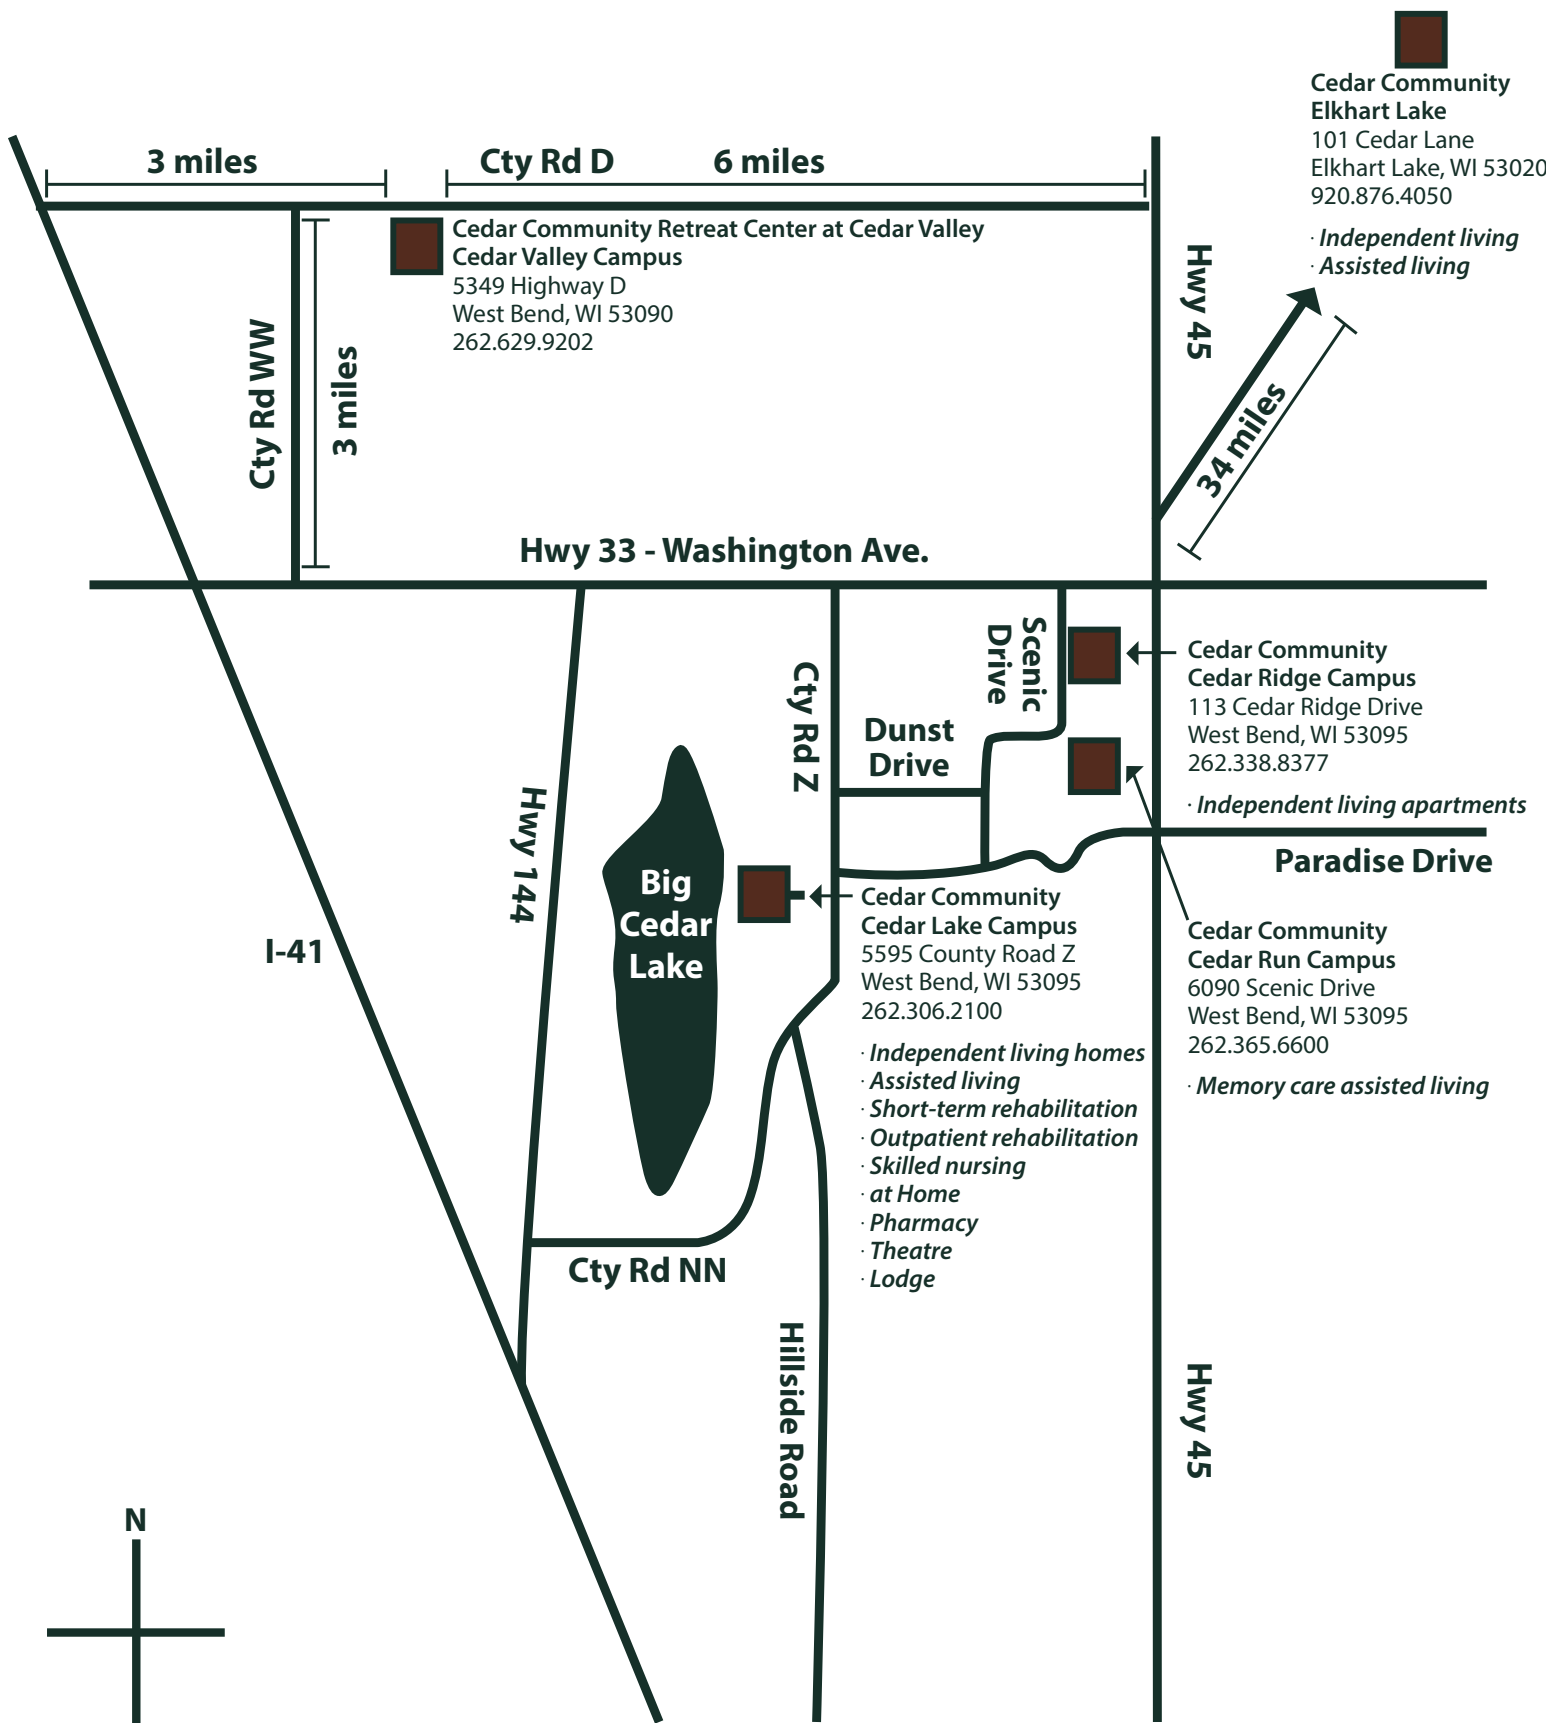 Cedar Community
Elkhart Lake
101 Cedar Lane
Elkhart Lake, WI 53020
920.876.4050
· Independent living
· Assisted living
3 miles
Cty Rd D
6 miles
Cedar Community Retreat Center at Cedar Valley
Cedar Valley Campus
5349 Highway D
West Bend, WI 53090
262.629.9202
Hwy 45
Cty Rd WW
3 miles
34 miles
Hwy 33 - Washington Ave.
Scenic
Drive
Cty Rd Z
Dunst
Drive
Cedar Community
Cedar Ridge Campus
113 Cedar Ridge Drive
West Bend, WI 53095
262.338.8377
· Independent living apartments
Paradise Drive
Hwy 144
Big
Cedar
Lake
I-41
Cedar Community
Cedar Lake Campus
5595 County Road Z
West Bend, WI 53095
262.306.2100
· Independent living homes
· Assisted living
· Short-term rehabilitation
· Outpatient rehabilitation
· Skilled nursing
· at Home
· Pharmacy
· Theatre
· Lodge
Cedar Community
Cedar Run Campus
6090 Scenic Drive
West Bend, WI 53095
262.365.6600
· Memory care assisted living
Cty Rd NN
Hillside Road
Hwy 45
N